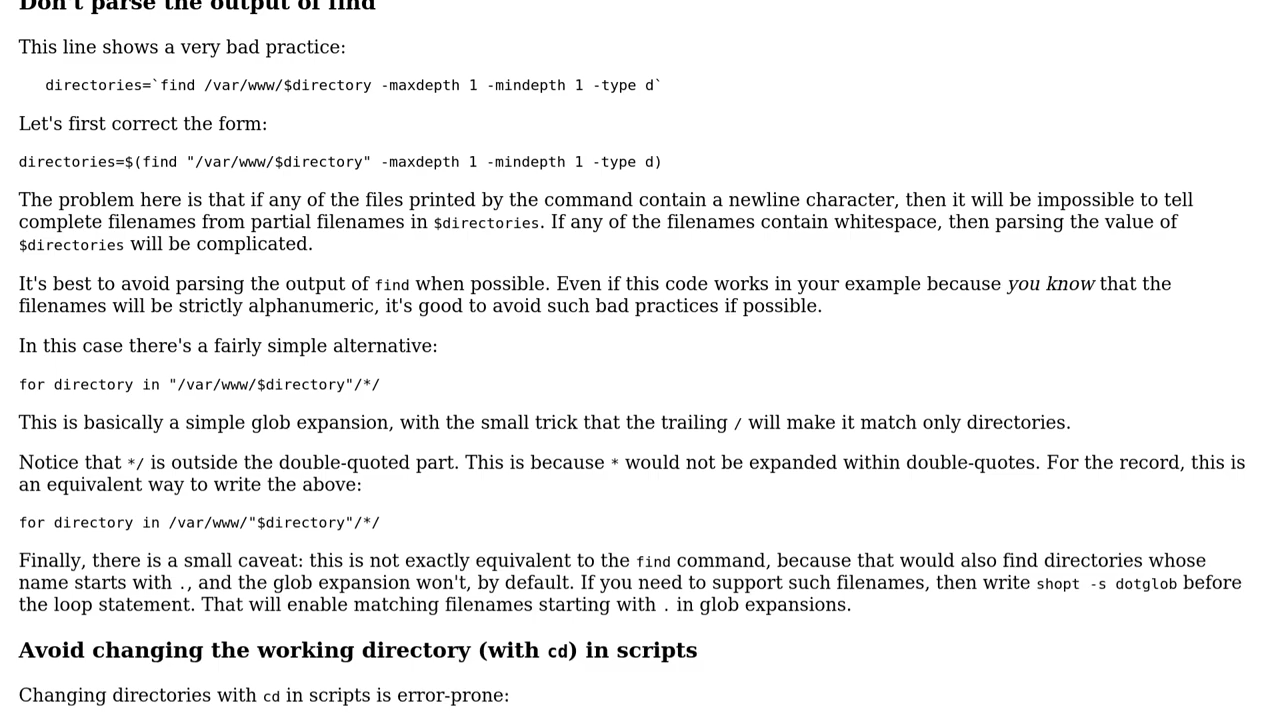 Don't parse the output of find
This line shows a very bad practice:
directories=`find /var/www/$directory -maxdepth 1 -mindepth 1 -type d`
Let's first correct the form:
directories=$(find "/var/www/$directory" -maxdepth 1 -mindepth 1 -type d)
The problem here is that if any of the files printed by the command contain a newline character, then it will be impossible to tell
complete filenames from partial filenames in $directories. If any of the filenames contain whitespace, then parsing the value of
$directories will be complicated.
It's best to avoid parsing the output of find when possible. Even if this code works in your example because you know that the
filenames will be strictly alphanumeric, it's good to avoid such bad practices if possible.
In this case there's a fairly simple alternative:
for directory in "/var/www/$directory"/*/
This is basically a simple glob expansion, with the small trick that the trailing / will make it match only directories.
Notice that */ is outside the double-quoted part. This is because * would not be expanded within double-quotes. For the record, this is
an equivalent way to write the above:
for directory in /var/www/"$directory"/*/
Finally, there is a small caveat: this is not exactly equivalent to the find command, because that would also find directories whose
name starts with ., and the glob expansion won't, by default. If you need to support such filenames, then write shopt -s dotglob before
the loop statement. That will enable matching filenames starting with . in glob expansions.
Avoid changing the working directory (with cd) in scripts
Changing directories with cd in scripts is error-prone: